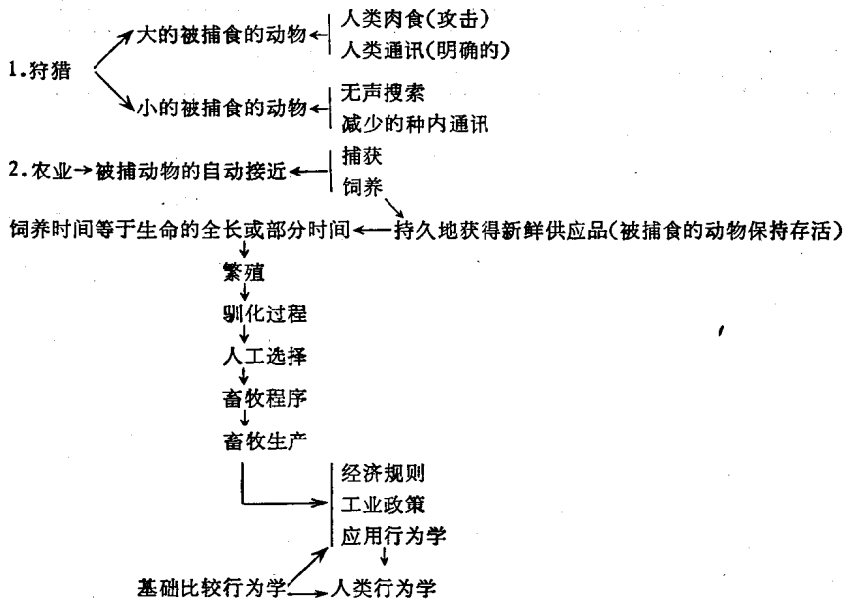 人类肉食(攻击)
大的被捕食的动物
人类通讯(明确的)
1.狩猎
无声搜索
小的被捕食的动物
减少的种内通讯
捕获
2.农业→被捕动物的自动接近
饲养
饲养时间等于生命的全长或部分时间←持久地获得新鲜供应品(被捕食的动物保持存活)
繁殖
驯化过程
人工选择
畜牧程序
畜牧生产
经济规则
工业政策
应用行为学
基础比较行为学→人类行为学